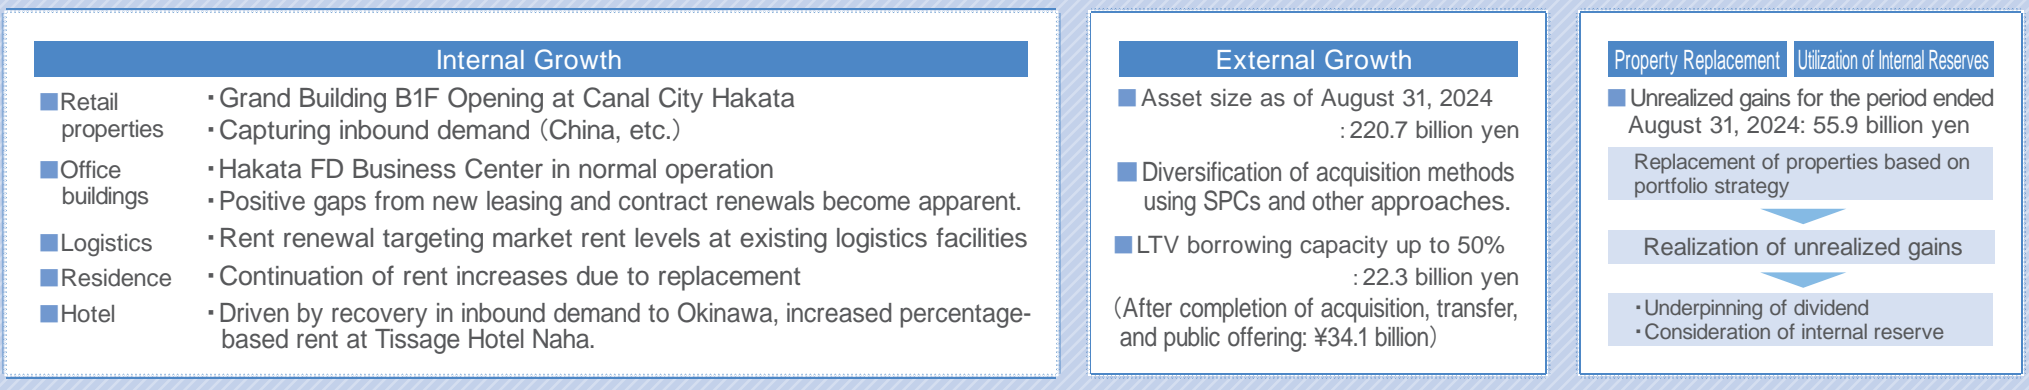 Internal Growth
■Retail properties
・Grand Building B1F Opening at Canal City Hakata
・Capturing inbound demand（China, etc.）
■Office buildings
・Hakata FD Business Center in normal operation
・Positive gaps from new leasing and contract renewals become apparent.
■Logistics
・Rent renewal targeting market rent levels at existing logistics facilities
■Residence
・Continuation of rent increases due to replacement
■Hotel
・Driven by recovery in inbound demand to Okinawa, increased percentage-
based rent at Tissage Hotel Naha.
External Growth
■Asset size as of August 31, 2024
：220.7 billion yen
■Diversification of acquisition methods
using SPCs and other approaches.
■LTV borrowing capacity up to 50%
：22.3 billion yen
（After completion of acquisition, transfer,
and public offering: ¥34.1 billion）
Property Replacement
Utilization of Internal Reserves
■Unrealized gains for the period ended
August 31, 2024: 55.9 billion yen
Replacement of properties based on
portfolio strategy
Realization of unrealized gains
・Underpinning of dividend
・Consideration of internal reserve